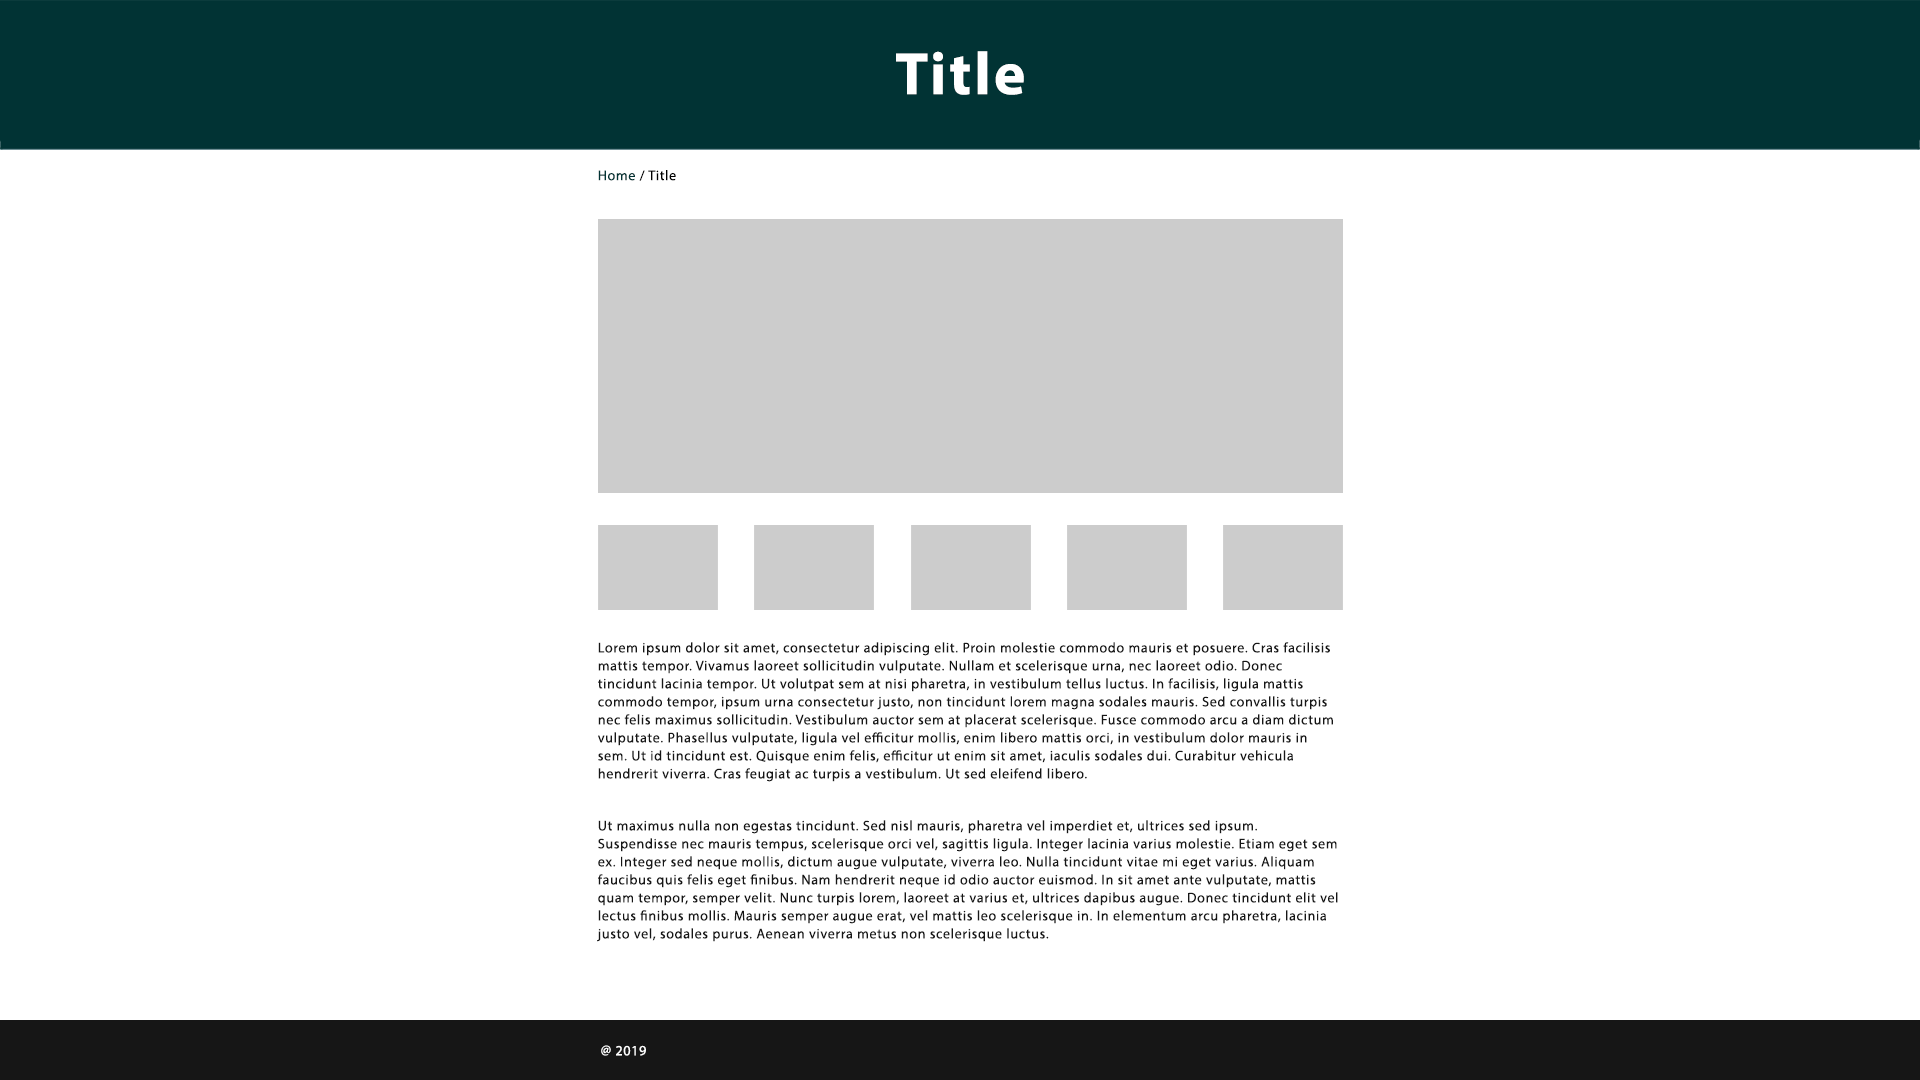 Title
Home / Title
Lorem ipsum dolor sit amet, consectetur adipiscing elit. Proin molestie commodo mauris et posuere. Cras facilisis
mattis tempor. Vivamus laoreet sollicitudin vulputate. Nullam et scelerisque urna, nec laoreet odio. Donec
tincidunt lacinia tempor. Ut volutpat sem at nisi pharetra, in vestibulum tellus luctus. In facilisis, ligula mattis
commodo tempor, ipsum urna consectetur justo, non tincidunt lorem magna sodales mauris. Sed convallis turpis
nec felis maximus sollicitudin. Vestibulum auctor sem at placerat scelerisque. Fusce commodo arcu a diam dictum
vulputate. Phasellus vulputate, ligula vel efficitur mollis, enim libero mattis orci, in vestibulum dolor mauris in
sem. Ut id tincidunt est. Quisque enim felis, efficitur ut enim sit amet, iaculis sodales dui. Curabitur vehicula
hendrerit viverra. Cras feugiat ac turpis a vestibulum. Ut sed eleifend libero.
Ut maximus nulla non egestas tincidunt. Sed nisl mauris, pharetra vel imperdiet et, ultrices sed ipsum.
Suspendisse nec mauris tempus, scelerisque orci vel, sagittis ligula. Integer lacinia varius molestie. Etiam eget sem
ex. Integer sed neque mollis, dictum augue vulputate, viverra leo. Nulla tincidunt vitae mi eget varius. Aliquam
faucibus quis felis eget finibus. Nam hendrerit neque id odio auctor euismod. In sit amet ante vulputate, mattis
quam tempor, semper velit. Nunc turpis lorem, laoreet at varius et, ultrices dapibus augue. Donec tincidunt elit vel
lectus finibus mollis. Mauris semper augue erat, vel mattis leo scelerisque in. In elementum arcu pharetra, lacinia
justo vel, sodales purus. Aenean viverra metus non scelerisque luctus.
@ 2019